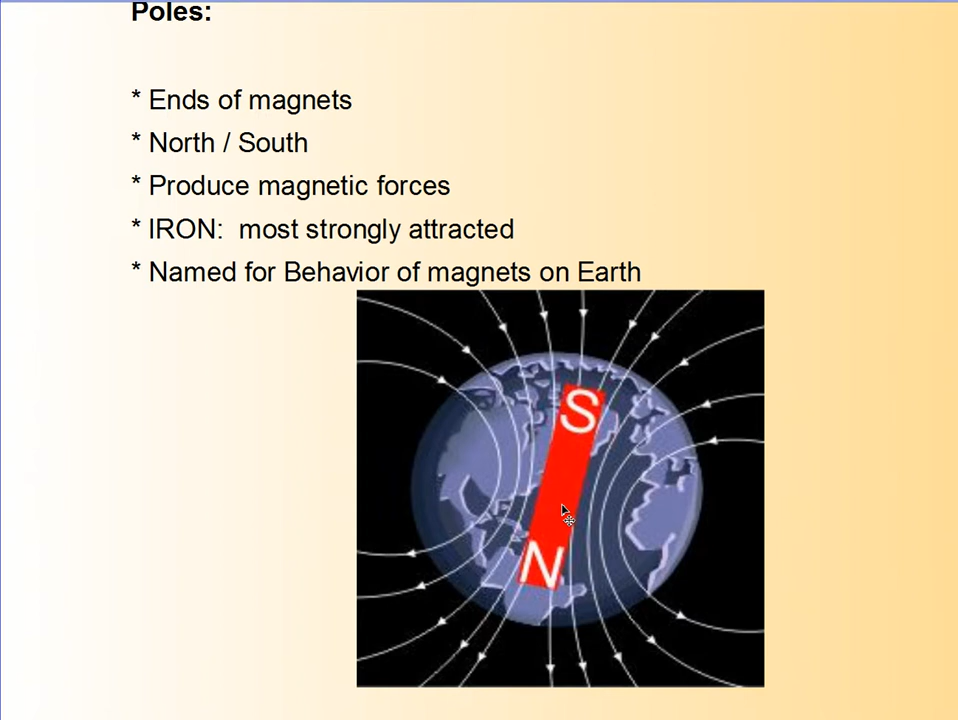 Poles:
* Ends of magnets
* North / South
* Produce magnetic forces
* IRON:  most strongly attracted
* Named for Behavior of magnets on Earth
S
N